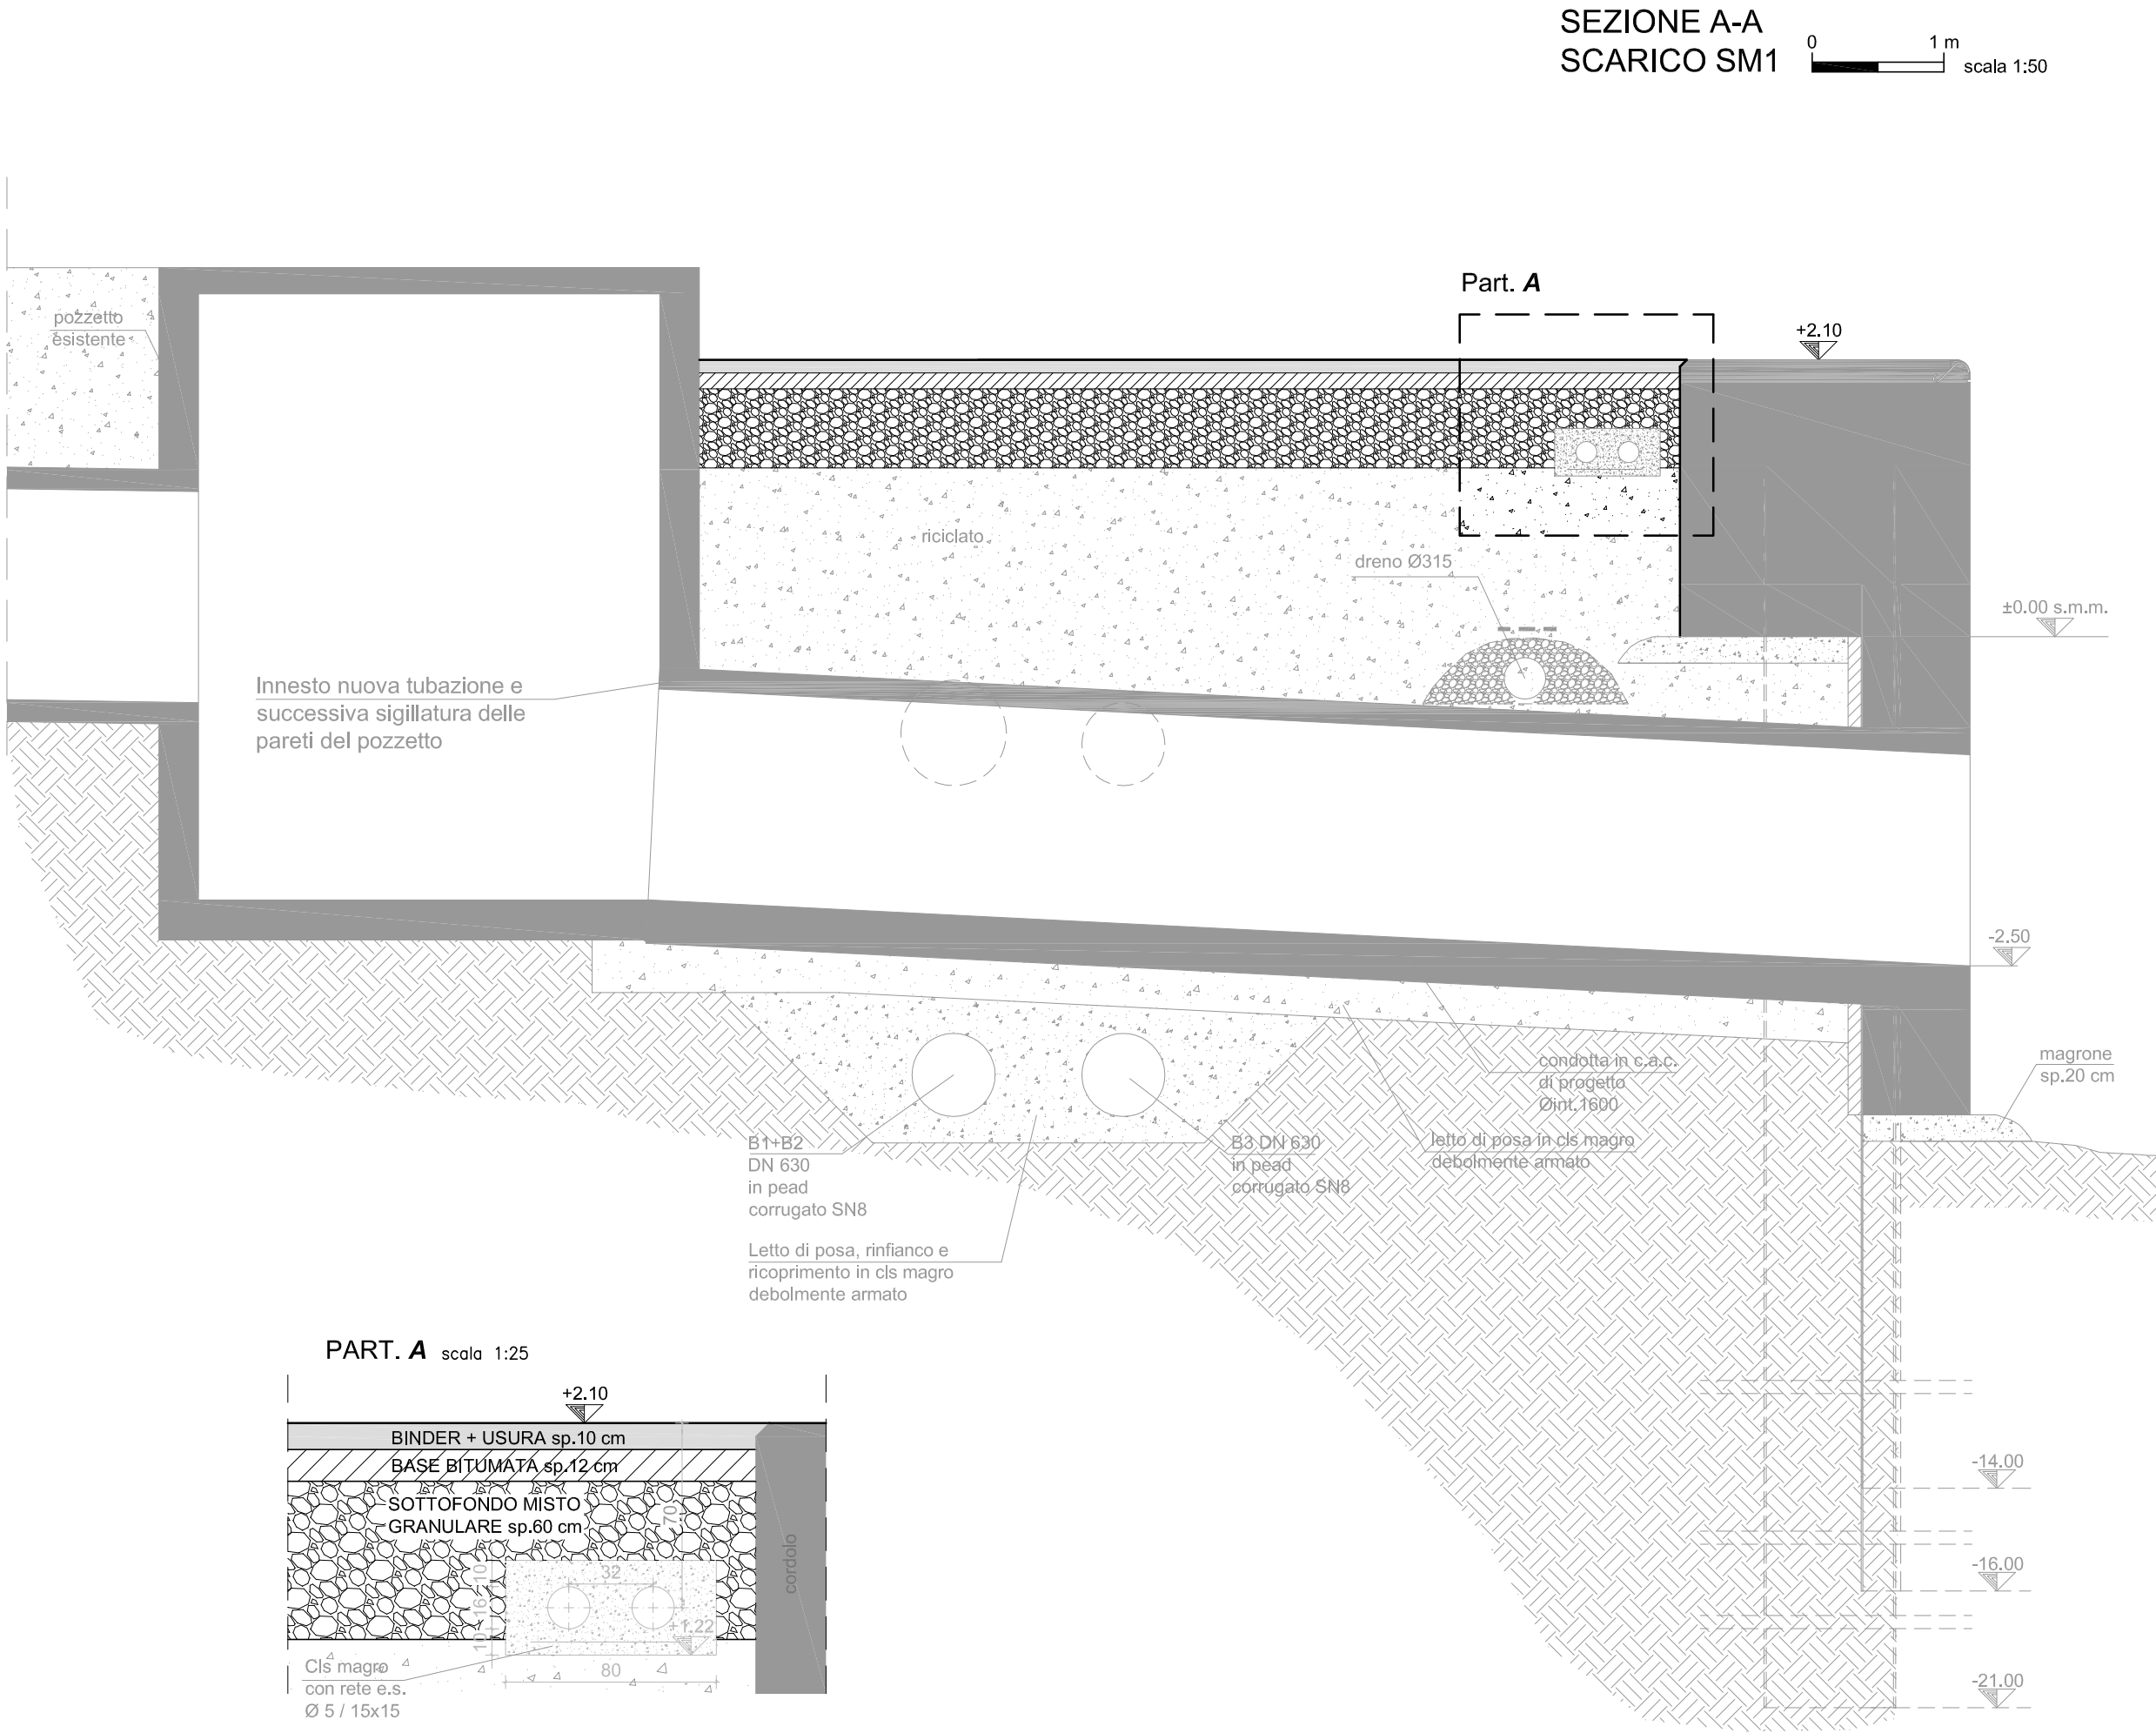 SEZIONE A-A
SCARICO SM1
0 1 m
scala 1:50
Part. A
+2.10
pozzetto
esistente
riciclato
dreno Ø315
±0.00 s.m.m.
Innesto nuova tubazione e
successiva sigillatura delle
pareti del pozzetto
-2.50
condotta in c.a.c.
di progetto
Øint.1600
magrone
sp.20 cm
B1+B2
DN 630
in pead
corrugato SN8
B3 DN 630
in pead
corrugato SN8
letto di posa in cls magro
debolmente armato
Letto di posa, rinfianco e
ricoprimento in cls magro
debolmente armato
-14.00
-16.00
-21.00
PART. A scala 1:25
+2.10
BINDER + USURA sp.10 cm
BASE BITUMATA sp.12 cm
SOTTOFONDO MISTO
GRANULARE sp.60 cm
70
cordolo
10
16
10
32
+1.22
80
Cls magro
con rete e.s.
Ø 5 / 15x15